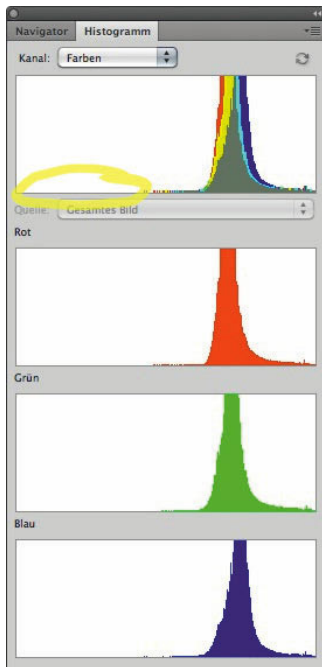 Navigator Histogramm
Kanal: Farben
Quelle: Gesamtes Bild
Rot
Grün
Blau